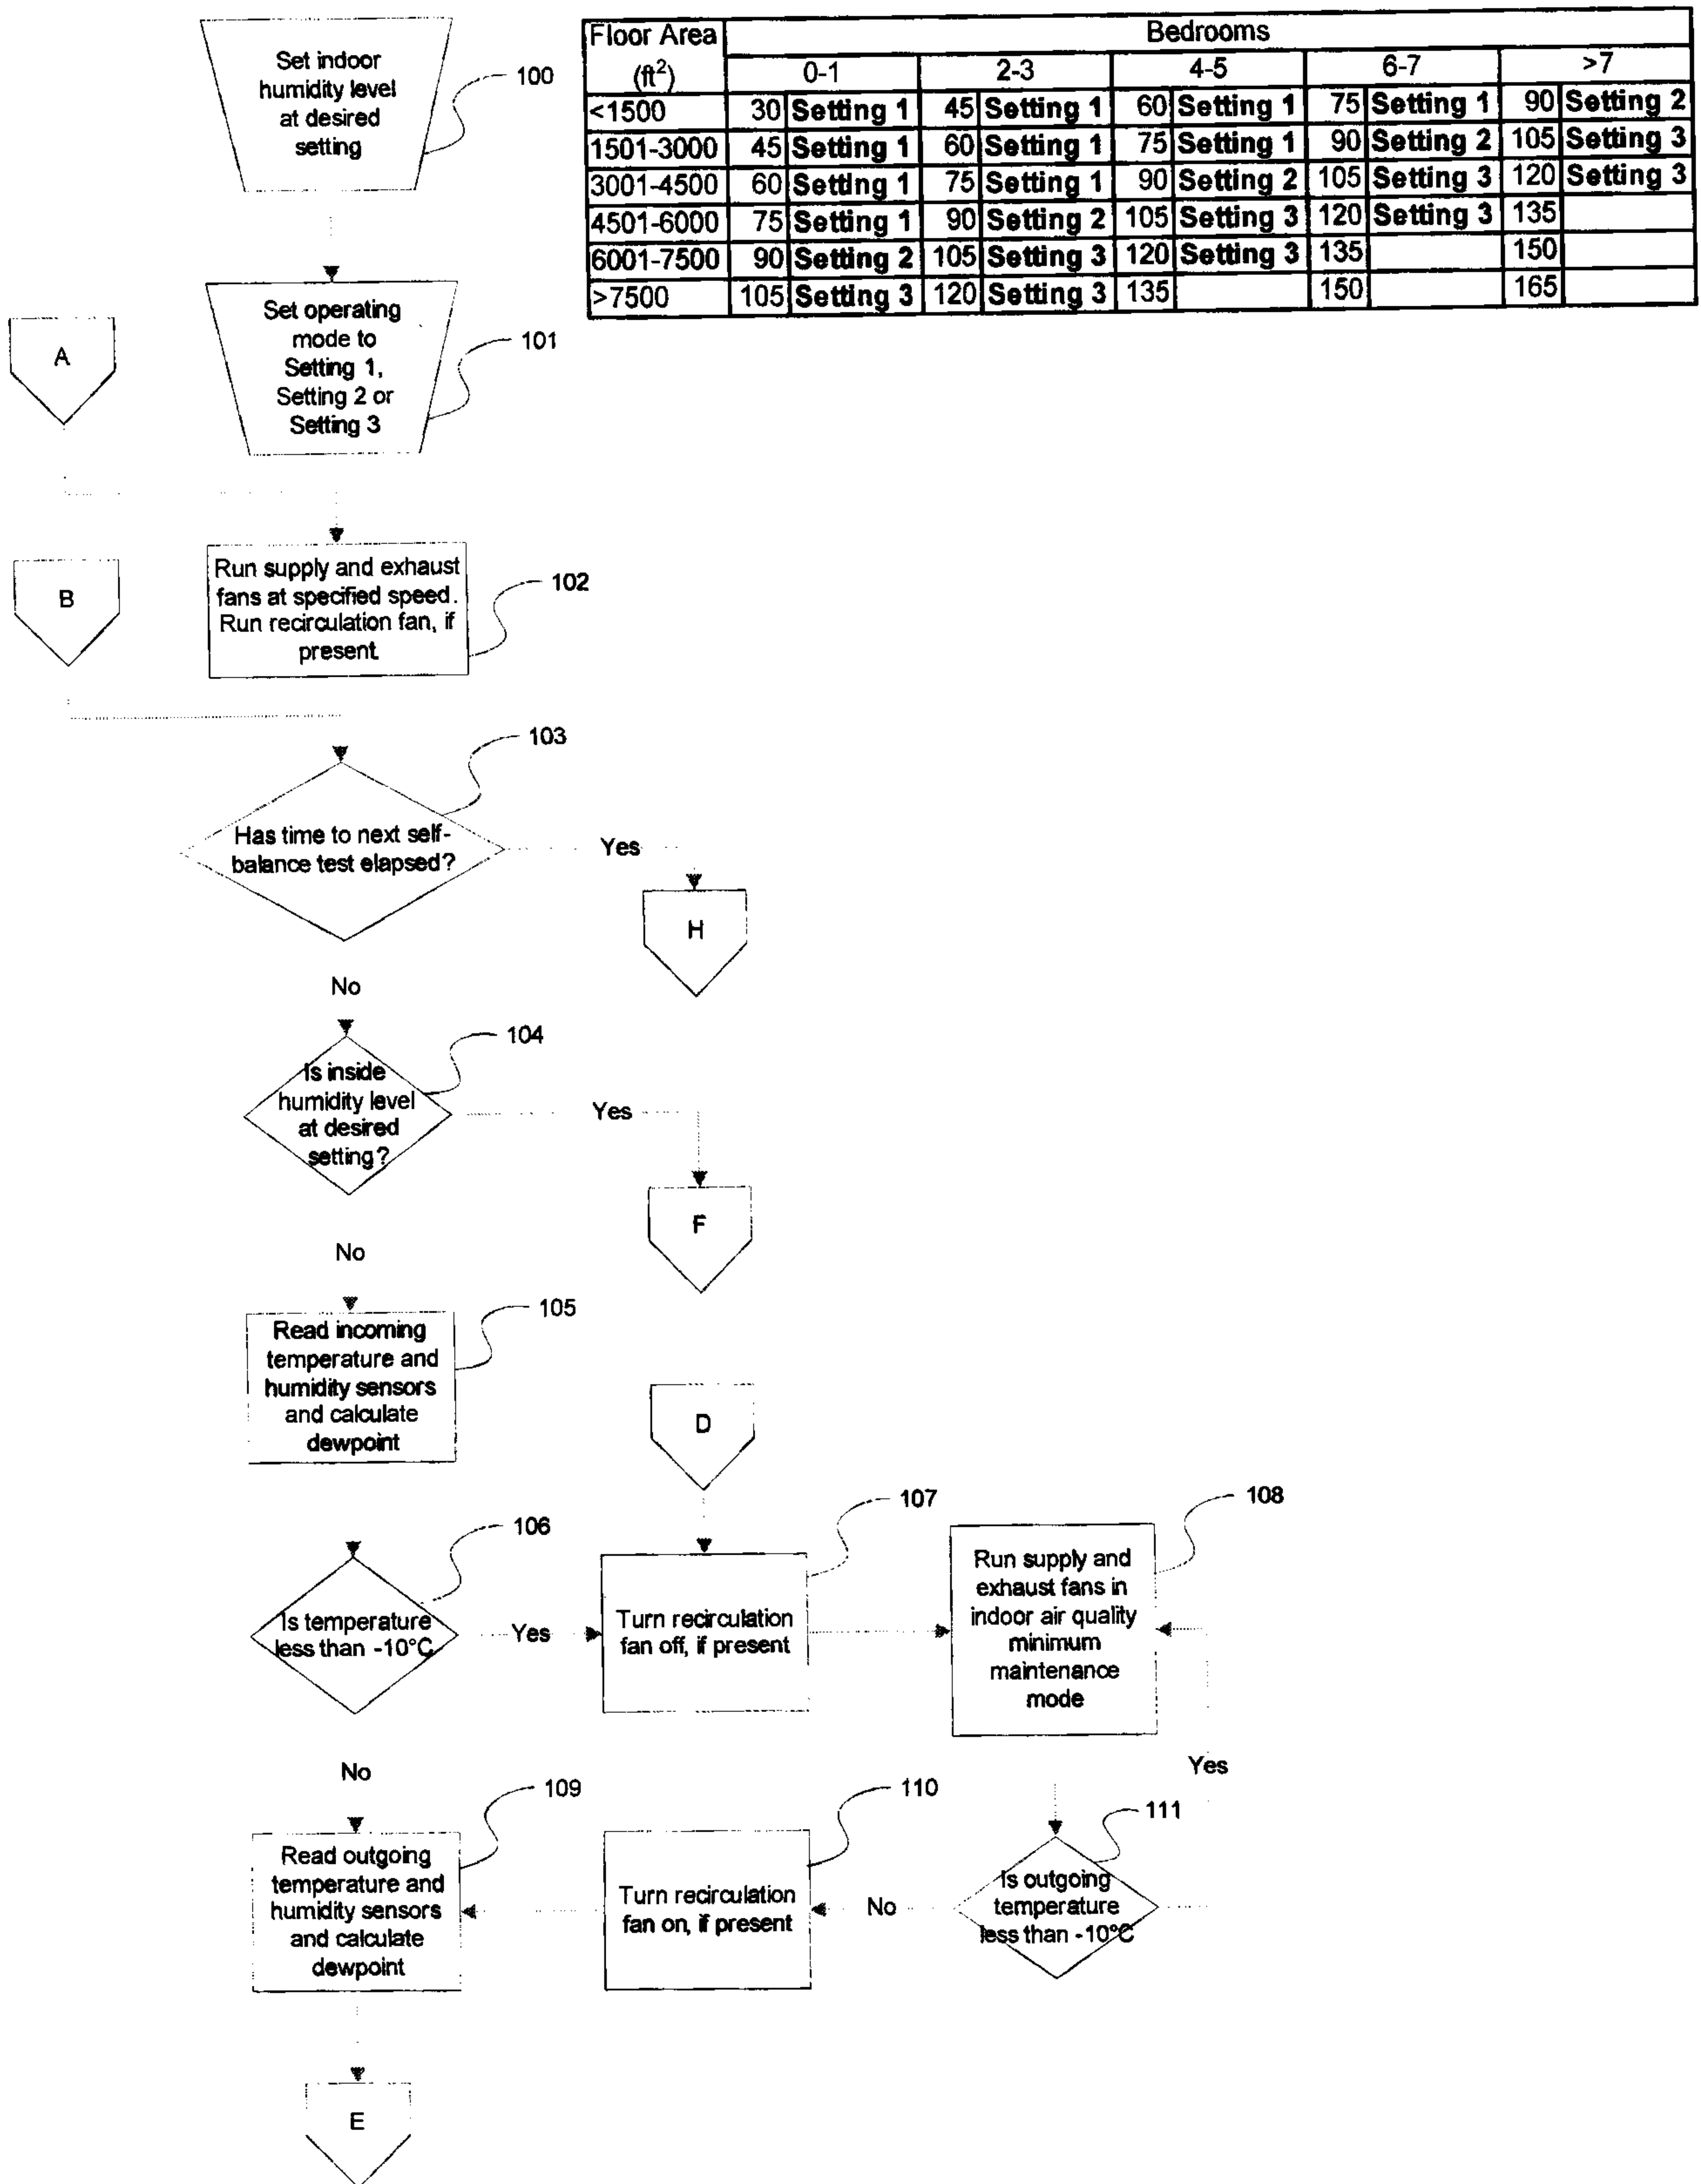 Set indoor
humidity level
at desired
setting
100
Floor Area
(ft²)
Bedrooms
0-1 2-3 4-5 6-7 >7
<1500 30 Setting 1 45 Setting 1 60 Setting 1 75 Setting 1 90 Setting 2
1501-3000 45 Setting 1 60 Setting 1 75 Setting 1 90 Setting 2 105 Setting 3
3001-4500 60 Setting 1 75 Setting 1 90 Setting 2 105 Setting 3 120 Setting 3
4501-6000 75 Setting 1 90 Setting 2 105 Setting 3 120 Setting 3 135
6001-7500 90 Setting 2 105 Setting 3 120 Setting 3 135 150
>7500 105 Setting 3 120 Setting 3 135 150 165
Set operating
mode to
Setting 1,
Setting 2 or
Setting 3
101
A
Run supply and exhaust
fans at specified speed.
Run recirculation fan, if
present.
102
B
103
Has time to next self-
balance test elapsed?
Yes
H
No
104
Is inside
humidity level
at desired
setting?
Yes
F
No
105
Read incoming
temperature and
humidity sensors
and calculate
dewpoint
D
106
Is temperature
less than -10°C
Yes
107
Turn recirculation
fan off, if present
108
Run supply and
exhaust fans in
indoor air quality
minimum
maintenance
mode
No
Yes
109
Read outgoing
temperature and
humidity sensors
and calculate
dewpoint
110
Turn recirculation
fan on, if present
No
111
Is outgoing
temperature
less than -10°C
E